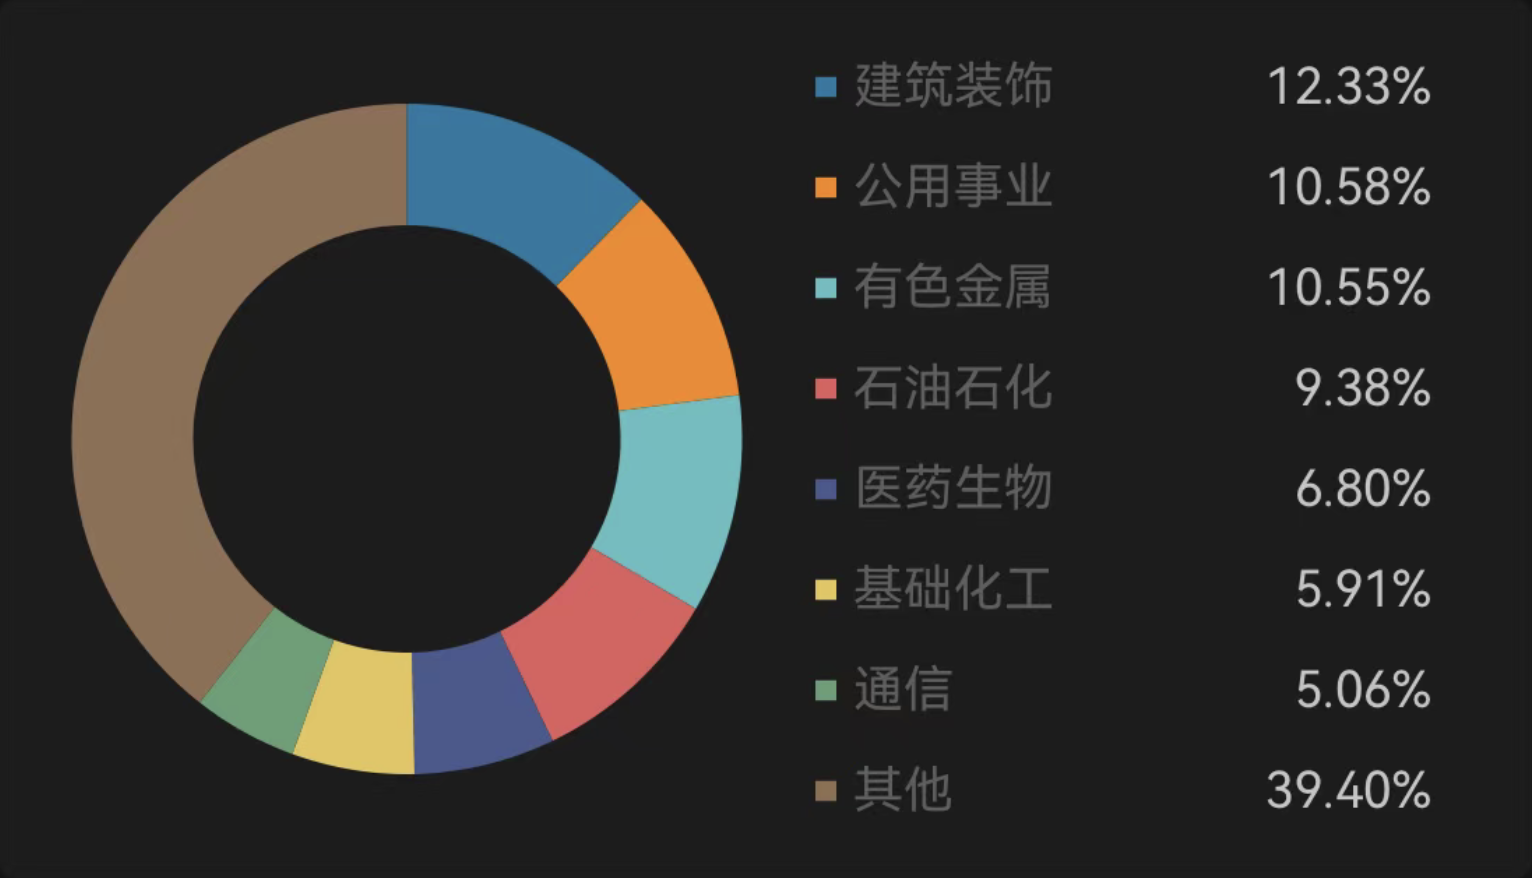 建筑装饰 12.33%
公用事业 10.58%
有色金属 10.55%
石油石化 9.38%
医药生物 6.80%
基础化工 5.91%
通信 5.06%
其他 39.40%